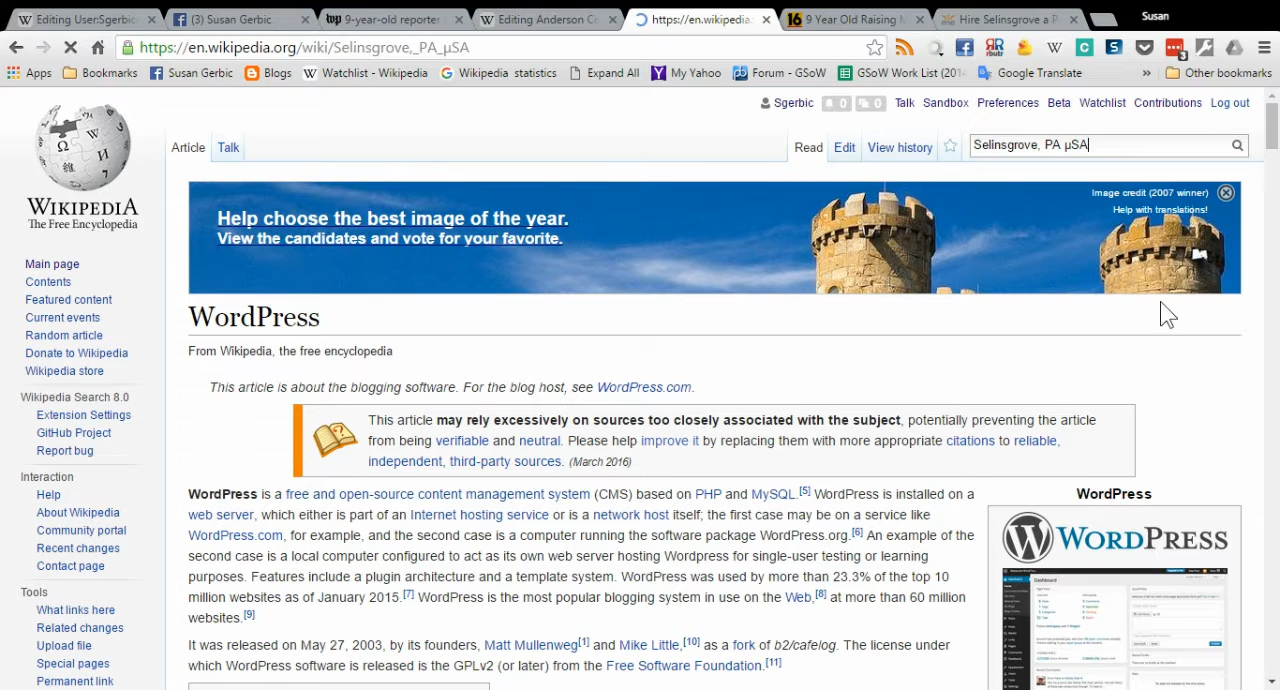 Editing User:Sgerbic
(3) Susan Gerbic
9-year-old reporter
Editing Anderson Co
https://en.wikipedia.
9 Year Old Raising M
Hire Selinsgrove a P
Susan
https://en.wikipedia.org/wiki/Selinsgrove,_PA_µSA
Apps Bookmarks Susan Gerbic Blogs Watchlist - Wikipedia Wikipedia statistics Expand All My Yahoo Forum - GSoW GSoW Work List (201 Google Translate » Other bookmarks
Sgerbic 0 0 Talk Sandbox Preferences Beta Watchlist Contributions Log out
Article Talk Read Edit View history Selinsgrove, PA µSA
WIKIPEDIA
The Free Encyclopedia
Help choose the best image of the year.
View the candidates and vote for your favorite.
Image credit (2007 winner)
Help with translations!
Main page
Contents
Featured content
Current events
Random article
Donate to Wikipedia
Wikipedia store
Wikipedia Search 8.0
Extension Settings
GitHub Project
Report bug
Interaction
Help
About Wikipedia
Community portal
Recent changes
Contact page
Tools
What links here
Related changes
Upload file
Special pages
Permanent link
WordPress
From Wikipedia, the free encyclopedia
This article is about the blogging software. For the blog host, see WordPress.com.
This article may rely excessively on sources too closely associated with the subject, potentially preventing the article
from being verifiable and neutral. Please help improve it by replacing them with more appropriate citations to reliable,
independent, third-party sources. (March 2016)
WordPress is a free and open-source content management system (CMS) based on PHP and MySQL.[5] WordPress is installed on a
web server, which either is part of an Internet hosting service or is a network host itself; the first case may be on a service like
WordPress.com, for example, and the second case is a computer running the software package WordPress.org.[6] An example of the
second case is a local computer configured to act as its own web server hosting Wordpress for single-user testing or learning
purposes. Features include a plugin architecture and a template system. WordPress was used by more than 23.3% of the top 10
million websites as of January 2015.[7] WordPress is the most popular blogging system in use on the Web,[8] at more than 60 million
websites.[9]
It was released on May 27, 2003, by its founders, Matt Mullenweg[1] and Mike Little,[10] as a fork of b2/cafelog. The license under
which WordPress software is released is the GPLv2 (or later) from the Free Software Foundation.[11]
WordPress
WORDPRESS